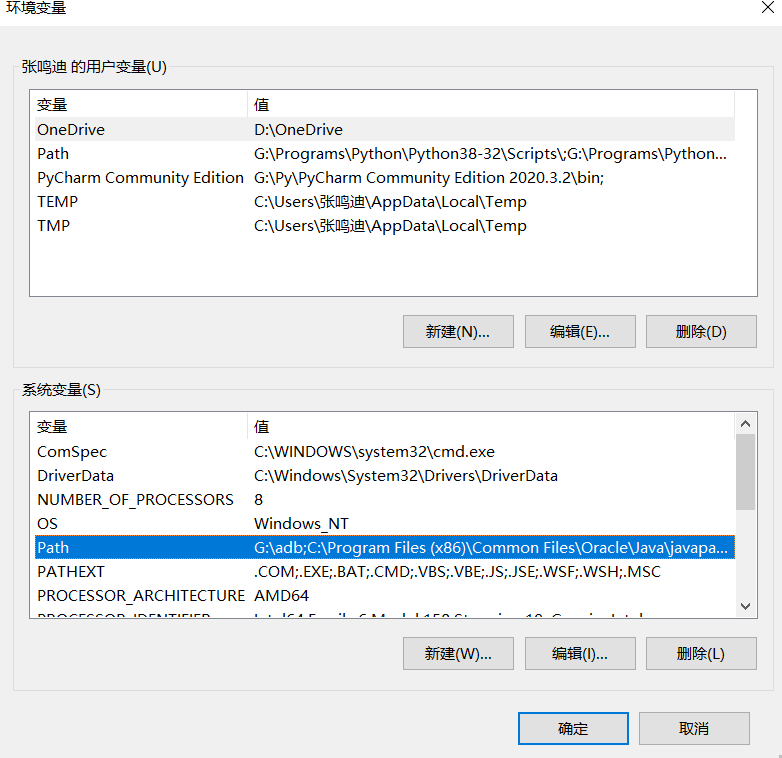 环境变量
张鸣迪 的用户变量(U)
变量 值
OneDrive D:\OneDrive
Path G:\Programs\Python\Python38-32\Scripts\;G:\Programs\Python...
PyCharm Community Edition G:\Py\PyCharm Community Edition 2020.3.2\bin;
TEMP C:\Users\张鸣迪\AppData\Local\Temp
TMP C:\Users\张鸣迪\AppData\Local\Temp
新建(N)... 编辑(E)... 删除(D)
系统变量(S)
变量 值
ComSpec C:\WINDOWS\system32\cmd.exe
DriverData C:\Windows\System32\Drivers\DriverData
NUMBER_OF_PROCESSORS 8
OS Windows_NT
Path G:\adb;C:\Program Files (x86)\Common Files\Oracle\Java\javapa...
PATHEXT .COM;.EXE;.BAT;.CMD;.VBS;.VBE;.JS;.JSE;.WSF;.WSH;.MSC
PROCESSOR_ARCHITECTURE AMD64
PROCESSOR_IDENTIFIER
新建(W)... 编辑(I)... 删除(L)
确定 取消